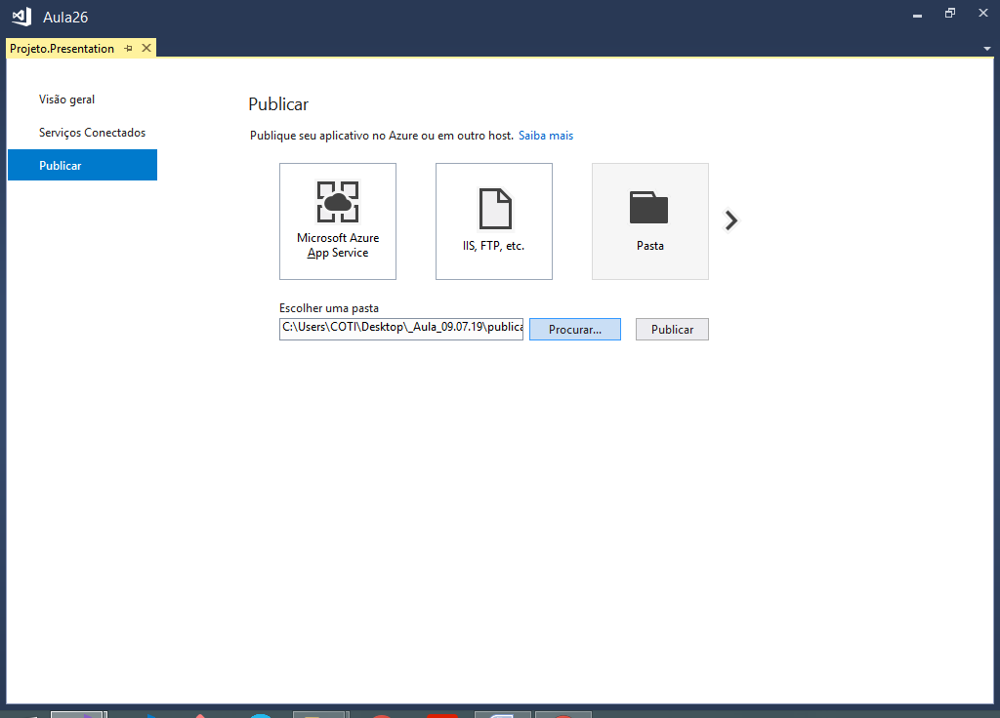 Aula26
Projeto.Presentation
Visão geral
Serviços Conectados
Publicar
Publicar
Publique seu aplicativo no Azure ou em outro host. Saiba mais
Microsoft Azure
App Service
IIS, FTP, etc.
Pasta
Escolher uma pasta
C:\Users\COTI\Desktop\_Aula_09.07.19\publica
Procurar...
Publicar